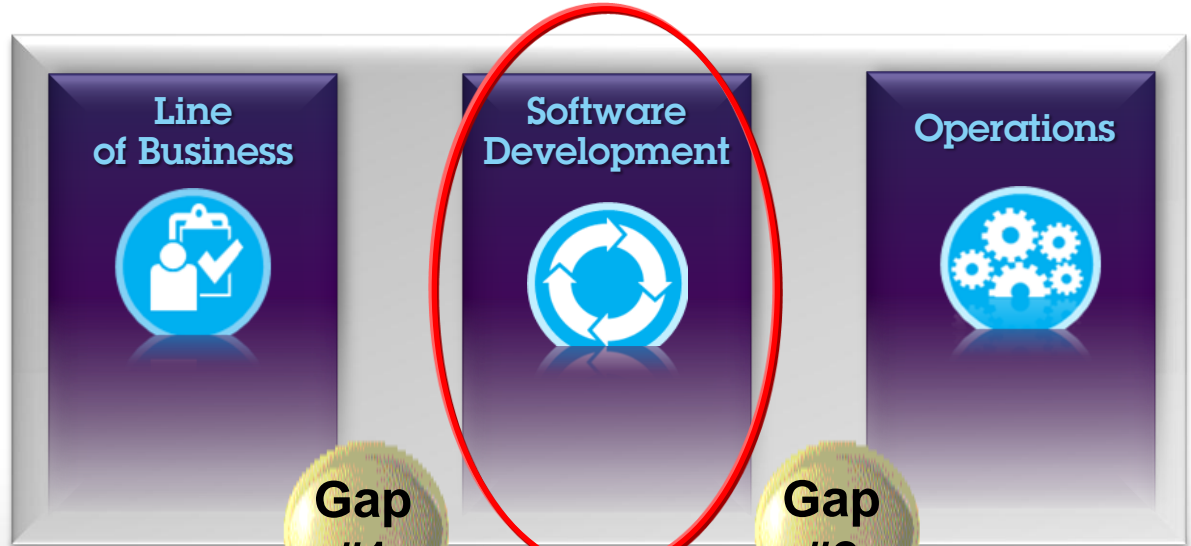 Line
of Business
Software
Development
Operations
Gap
Gap